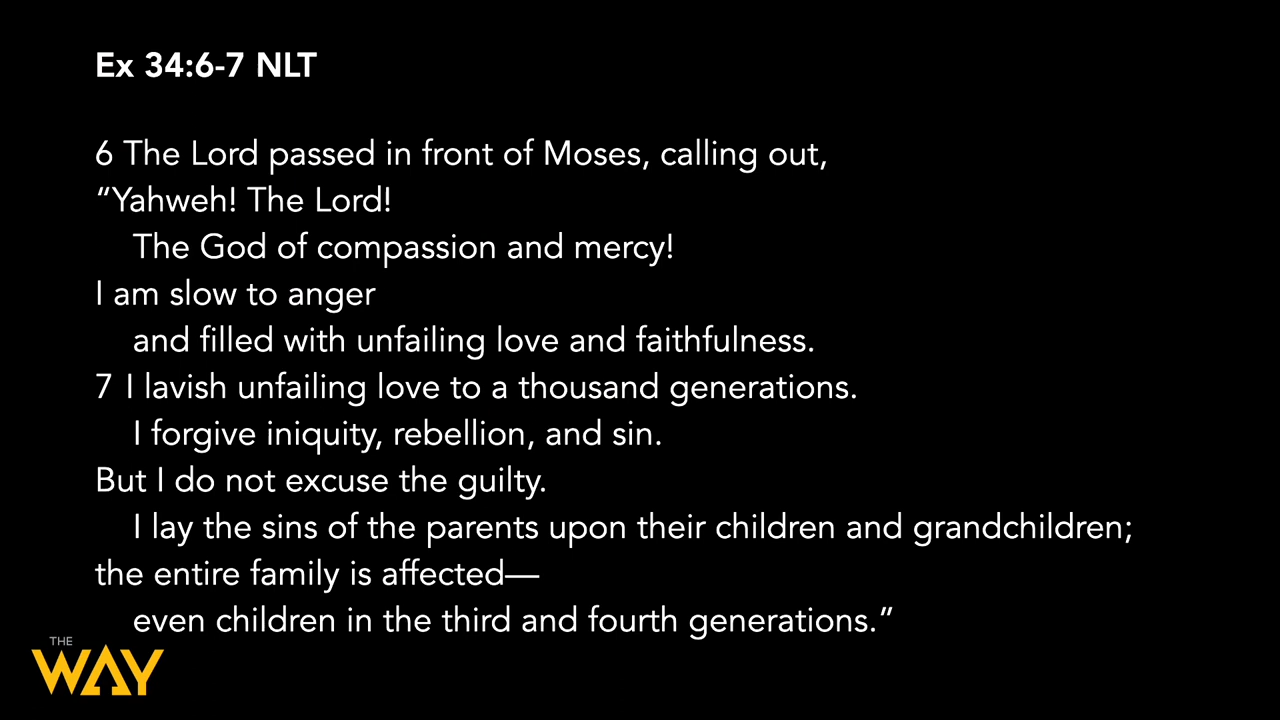 Ex 34:6-7 NLT
6 The Lord passed in front of Moses, calling out,
“Yahweh! The Lord!
The God of compassion and mercy!
I am slow to anger
and filled with unfailing love and faithfulness.
7 I lavish unfailing love to a thousand generations.
I forgive iniquity, rebellion, and sin.
But I do not excuse the guilty.
I lay the sins of the parents upon their children and grandchildren;
the entire family is affected—
even children in the third and fourth generations.”
THE
WAY